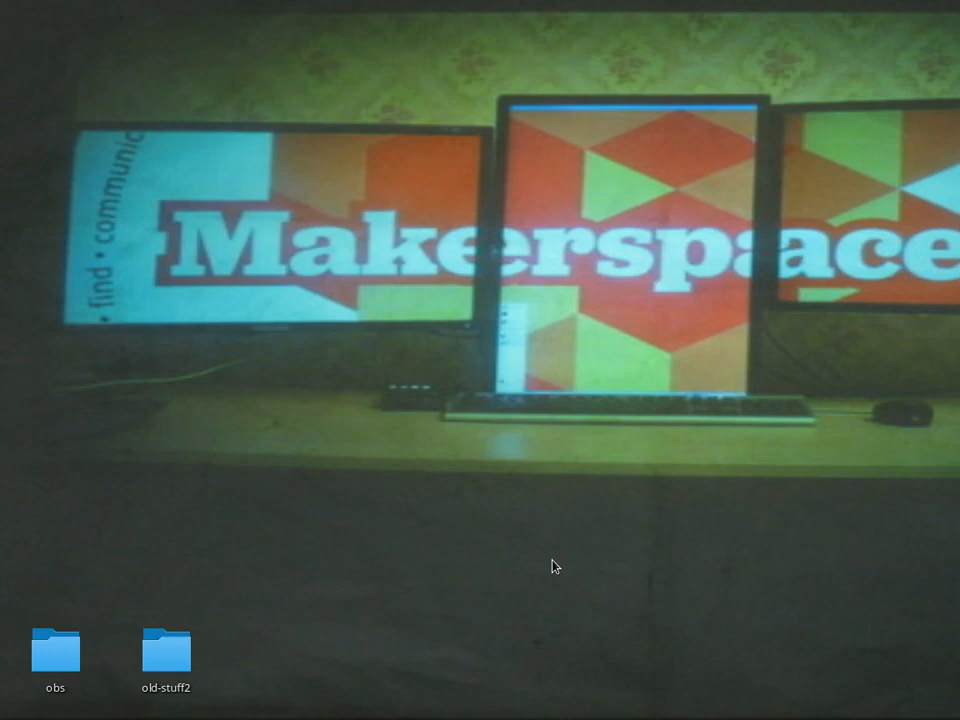 • find • communic
Makerspace
obs
old-stuff2